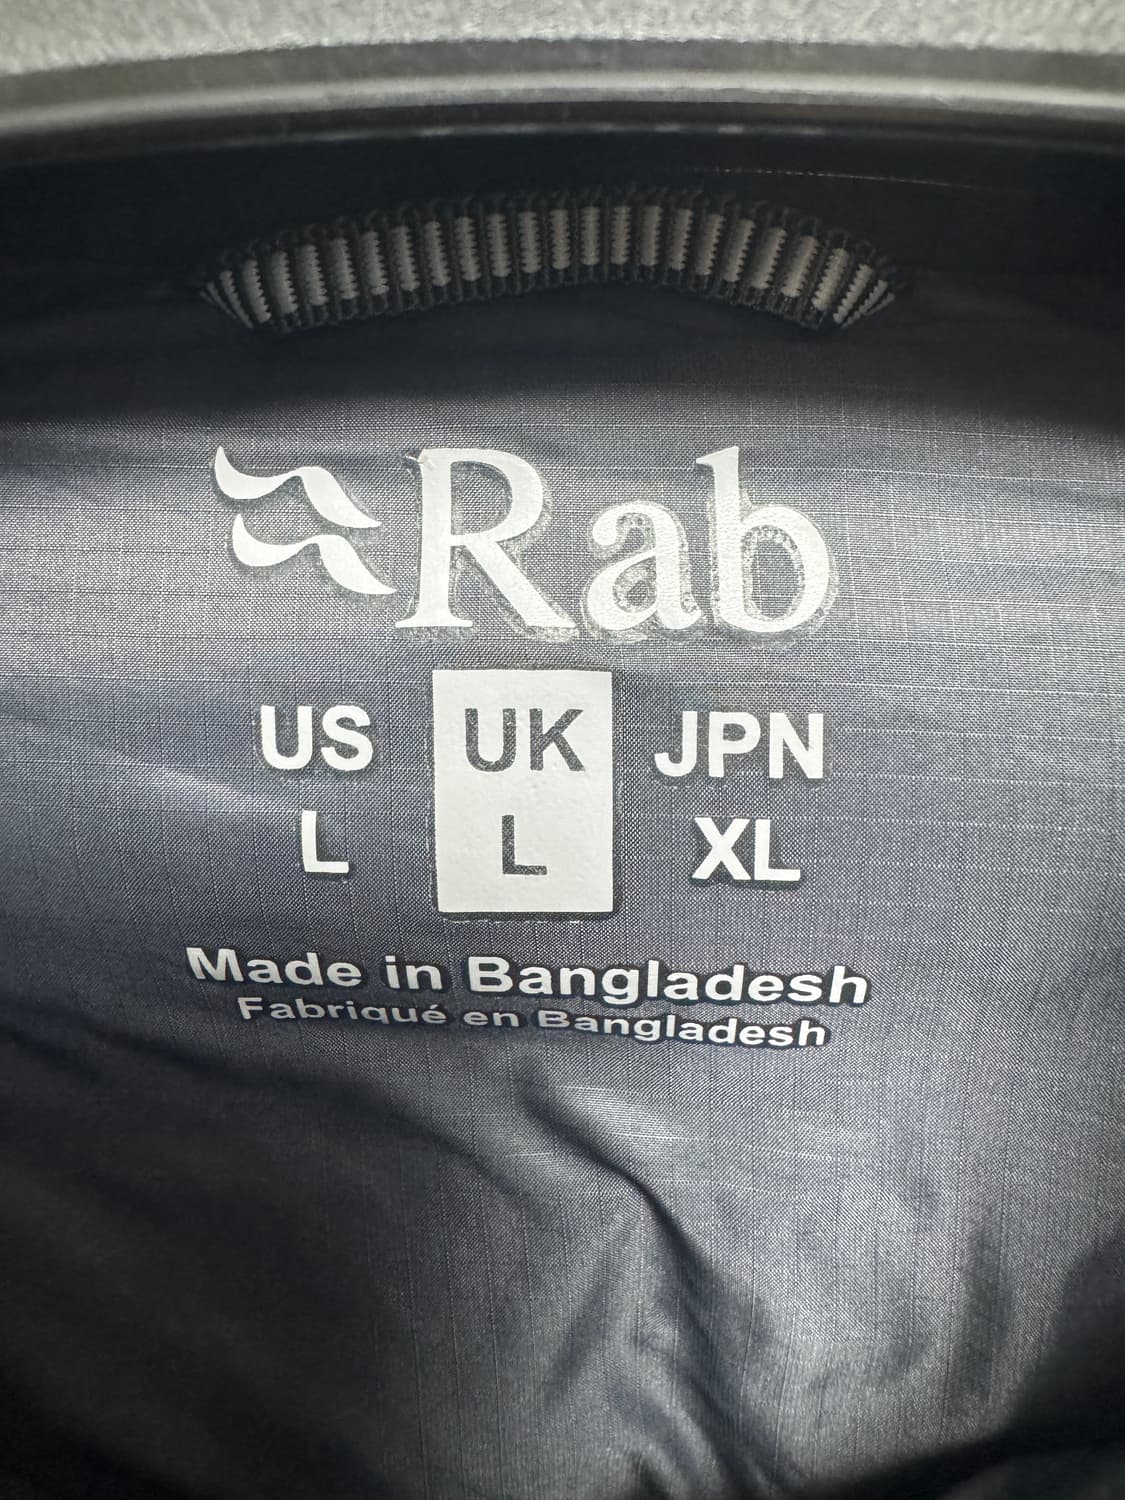 Rab
US UK JPN
L L XL
Made in Bangladesh
Fabriqué en Bangladesh